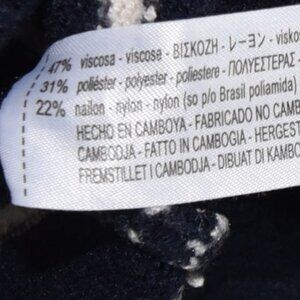 47% viscosa - viscose - ΒΙΣΚΟΖΗ - レーヨン - visko
31% poliéster - polyester - poliestere - ΠΟΛΥΕΣΤΕΡΑΣ -
22% nailon - nylon - nylon (so p/o Brasil poliamida)
HECHO EN CAMBOYA - FABRICADO NO CAMB
CAMBODJA - FATTO IN CAMBOGIA - HERGEST
FREMSTILLET I CAMBODJA - DIBUAT DI KAMBO